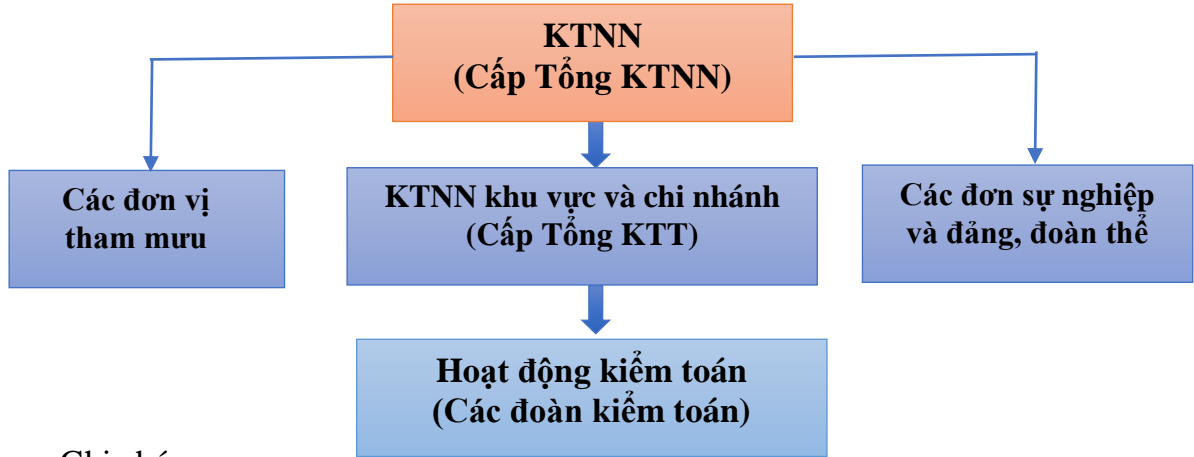 KTNN
(Cấp Tổng KTNN)
Các đơn vị
tham mưu
KTNN khu vực và chi nhánh
(Cấp Tổng KTT)
Các đơn sự nghiệp
và đảng, đoàn thể
Hoạt động kiểm toán
(Các đoàn kiểm toán)